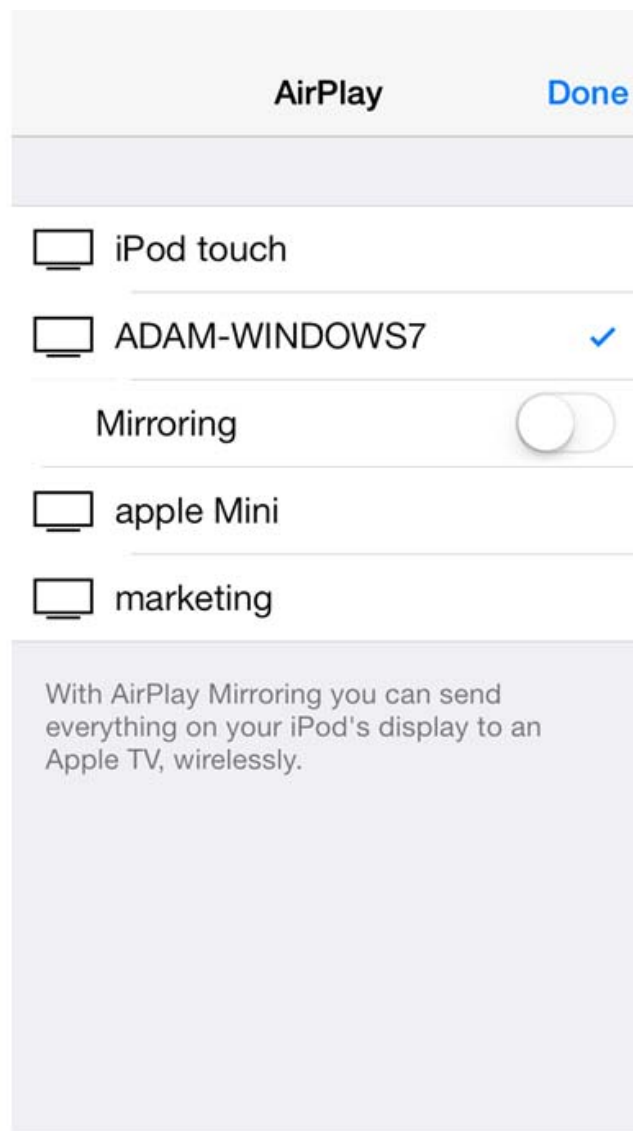 AirPlay Done
iPod touch
ADAM-WINDOWS7
Mirroring
apple Mini
marketing
With AirPlay Mirroring you can send
everything on your iPod's display to an
Apple TV, wirelessly.